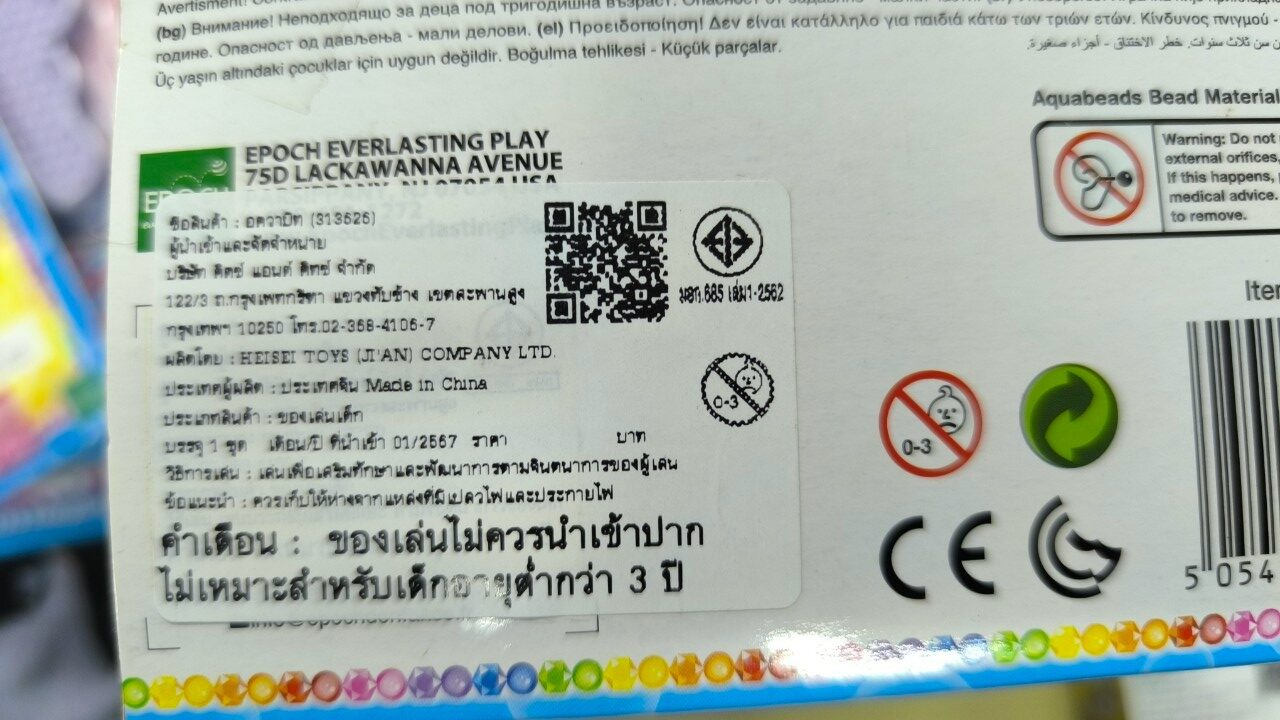 (bg) Внимание! Неподходящо за деца под тригодишна възраст.
године. Опасност од дављења - мали делови. (el) Προειδοποίηση! Δεν είναι κατάλληλο για παιδιά κάτω των τριών ετών. Κίνδυνος πνιγμού -
Üç yaşın altındaki çocuklar için uygun değildir. Boğulma tehlikesi - Küçük parçalar.
سن ثلاث سنوات. خطر الاختناق - أجزاء صغيرة.
Aquabeads Bead Material
Warning: Do not
external orifices,
If this happens,
medical advice.
to remove.
EPOCH EVERLASTING PLAY
75D LACKAWANNA AVENUE
ชื่อสินค้า : อควาบีท (313626)
ผู้นำเข้าและจัดจำหน่าย
บริษัท คิดซ์ แอนด์ คิทซ์ จำกัด
122/3 ถ.กรุงเทพกรีฑา แขวงทับช้าง เขตสะพานสูง
กรุงเทพฯ 10250 โทร.02-368-4106-7
ผลิตโดย : HEISEI TOYS (JI'AN) COMPANY LTD.
ประเทศผู้ผลิต : ประเทศจีน Made in China
ประเภทสินค้า : ของเล่นเด็ก
บรรจุ 1 ชุด เดือน/ปี ที่นำเข้า 01/2567 ราคา บาท
วิธีการเล่น : เล่นเพื่อเสริมทักษะและพัฒนาการตามจินตนาการของผู้เล่น
ข้อแนะนำ : ควรเก็บให้ห่างจากแหล่งที่มีเปลวไฟและประกายไฟ
คำเตือน : ของเล่นไม่ควรนำเข้าปาก
ไม่เหมาะสำหรับเด็กอายุต่ำกว่า 3 ปี
มอก.685 เล่ม1-2562
0-3
0-3
CE
5 054